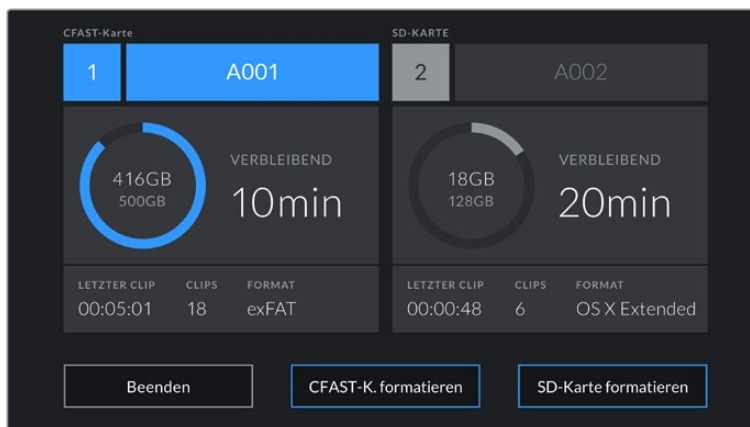 CFAST-Karte
1 A001
416GB
500GB
VERBLEIBEND
10min
LETZTER CLIP CLIPS FORMAT
00:05:01 18 exFAT
SD-KARTE
2 A002
18GB
128GB
VERBLEIBEND
20min
LETZTER CLIP CLIPS FORMAT
00:00:48 6 OS X Extended
Beenden
CFAST-K. formatieren
SD-Karte formatieren